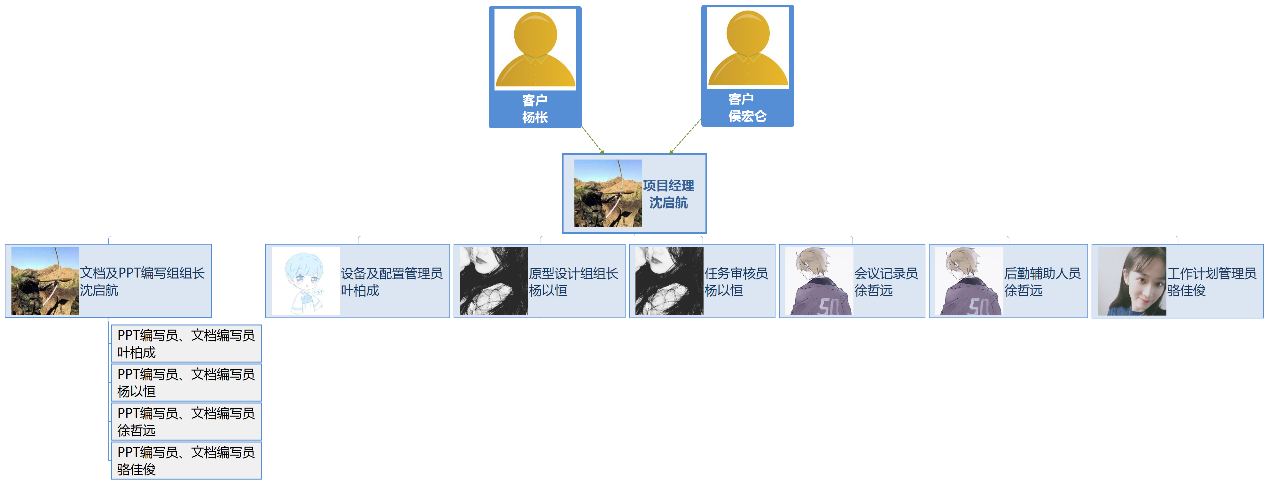 客户
杨枨
客户
侯宏仑
项目经理
沈启航
文档及PPT编写组组长
沈启航
设备及配置管理员
叶柏成
原型设计组组长
杨以恒
任务审核员
杨以恒
会议记录员
徐哲远
后勤辅助人员
徐哲远
工作计划管理员
骆佳俊
PPT编写员、文档编写员
叶柏成
PPT编写员、文档编写员
杨以恒
PPT编写员、文档编写员
徐哲远
PPT编写员、文档编写员
骆佳俊